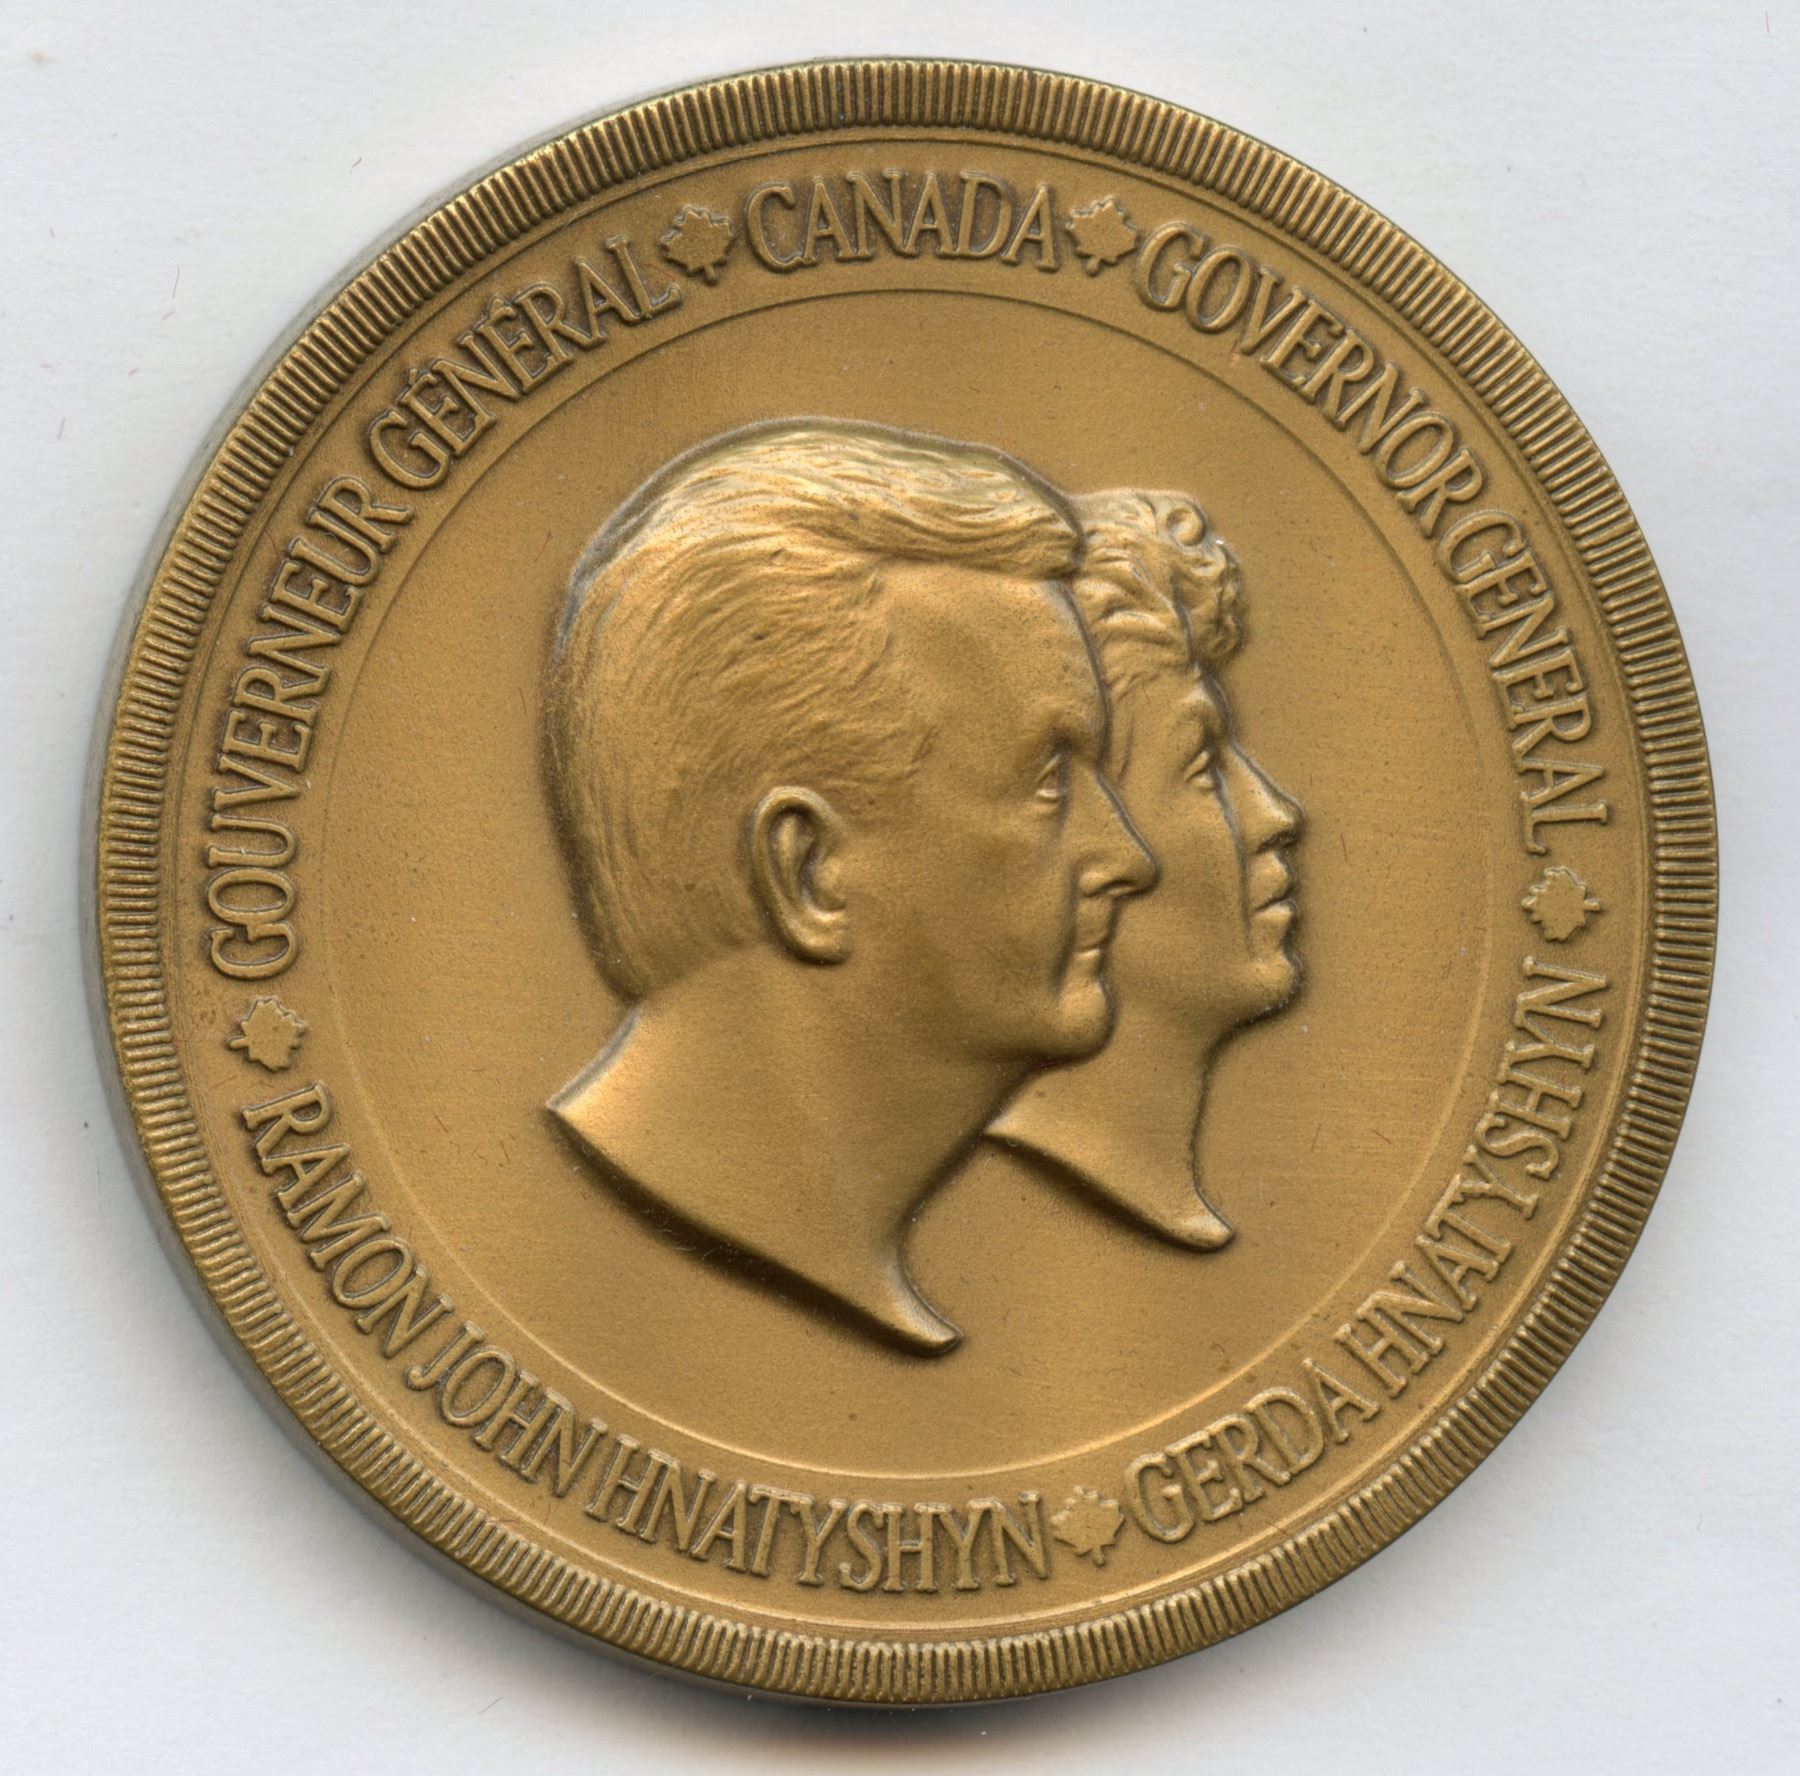 GOUVERNEUR GÉNÉRAL
CANADA
GOVERNOR GENERAL
RAMON JOHN HNATYSHYN
GERDA HNATYSHYN